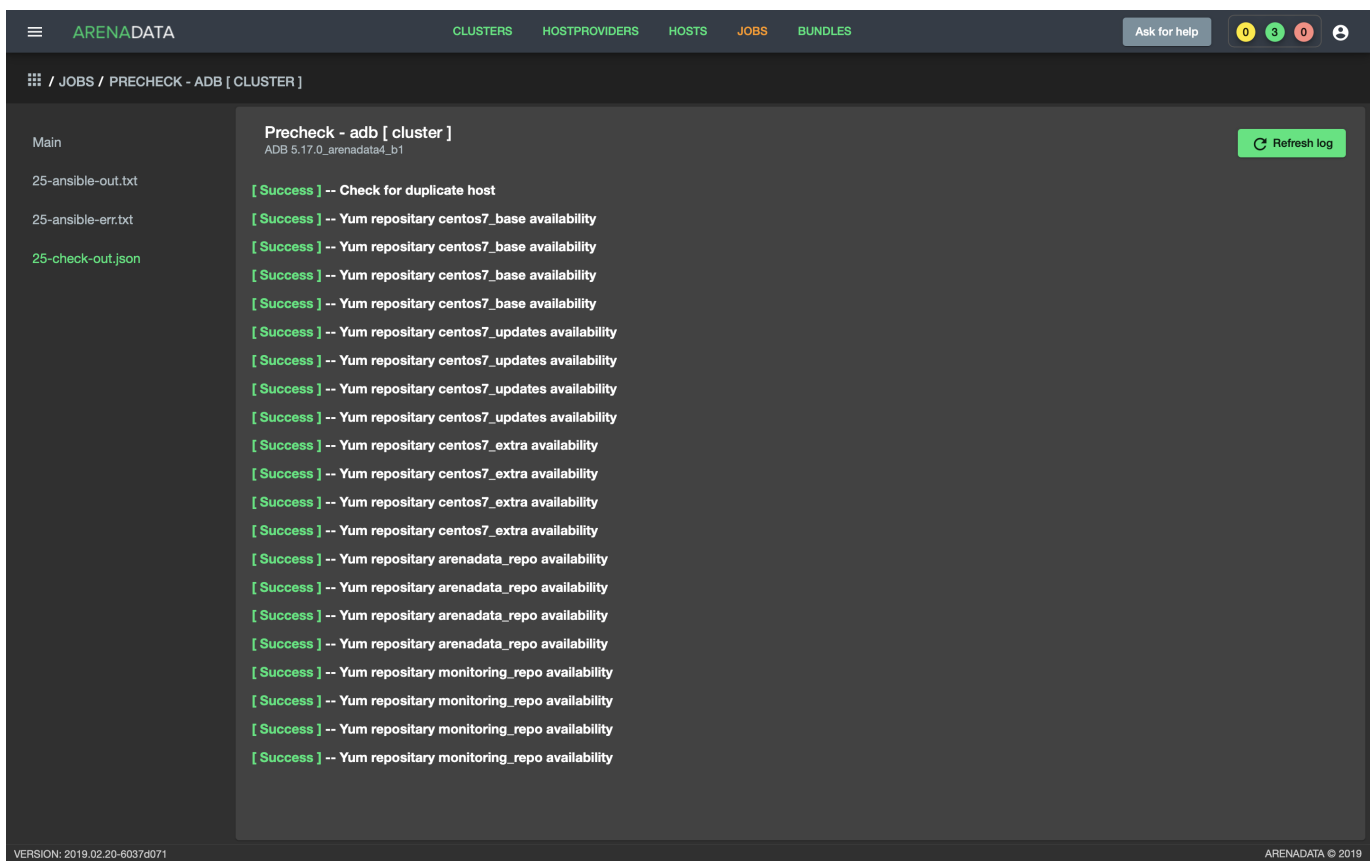 ARENADATA CLUSTERS HOSTPROVIDERS HOSTS JOBS BUNDLES Ask for help 0 3 0
/ JOBS / PRECHECK - ADB [ CLUSTER ]
Main
25-ansible-out.txt
25-ansible-err.txt
25-check-out.json
Precheck - adb [ cluster ]
ADB 5.17.0_arenadata4_b1
Refresh log
[ Success ] -- Check for duplicate host
[ Success ] -- Yum repositary centos7_base availability
[ Success ] -- Yum repositary centos7_base availability
[ Success ] -- Yum repositary centos7_base availability
[ Success ] -- Yum repositary centos7_base availability
[ Success ] -- Yum repositary centos7_updates availability
[ Success ] -- Yum repositary centos7_updates availability
[ Success ] -- Yum repositary centos7_updates availability
[ Success ] -- Yum repositary centos7_updates availability
[ Success ] -- Yum repositary centos7_extra availability
[ Success ] -- Yum repositary centos7_extra availability
[ Success ] -- Yum repositary centos7_extra availability
[ Success ] -- Yum repositary centos7_extra availability
[ Success ] -- Yum repositary arenadata_repo availability
[ Success ] -- Yum repositary arenadata_repo availability
[ Success ] -- Yum repositary arenadata_repo availability
[ Success ] -- Yum repositary arenadata_repo availability
[ Success ] -- Yum repositary monitoring_repo availability
[ Success ] -- Yum repositary monitoring_repo availability
[ Success ] -- Yum repositary monitoring_repo availability
[ Success ] -- Yum repositary monitoring_repo availability
VERSION: 2019.02.20-6037d071 ARENADATA © 2019